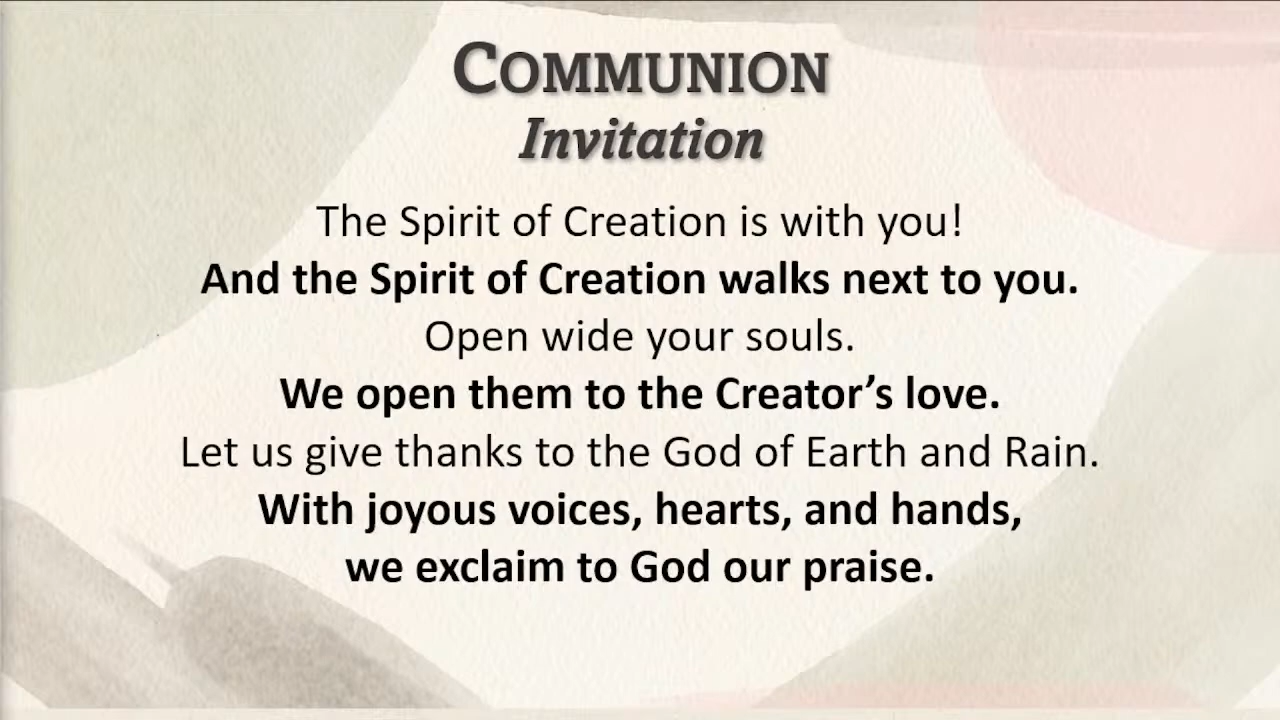 COMMUNION
Invitation
The Spirit of Creation is with you!
And the Spirit of Creation walks next to you.
Open wide your souls.
We open them to the Creator’s love.
Let us give thanks to the God of Earth and Rain.
With joyous voices, hearts, and hands,
we exclaim to God our praise.